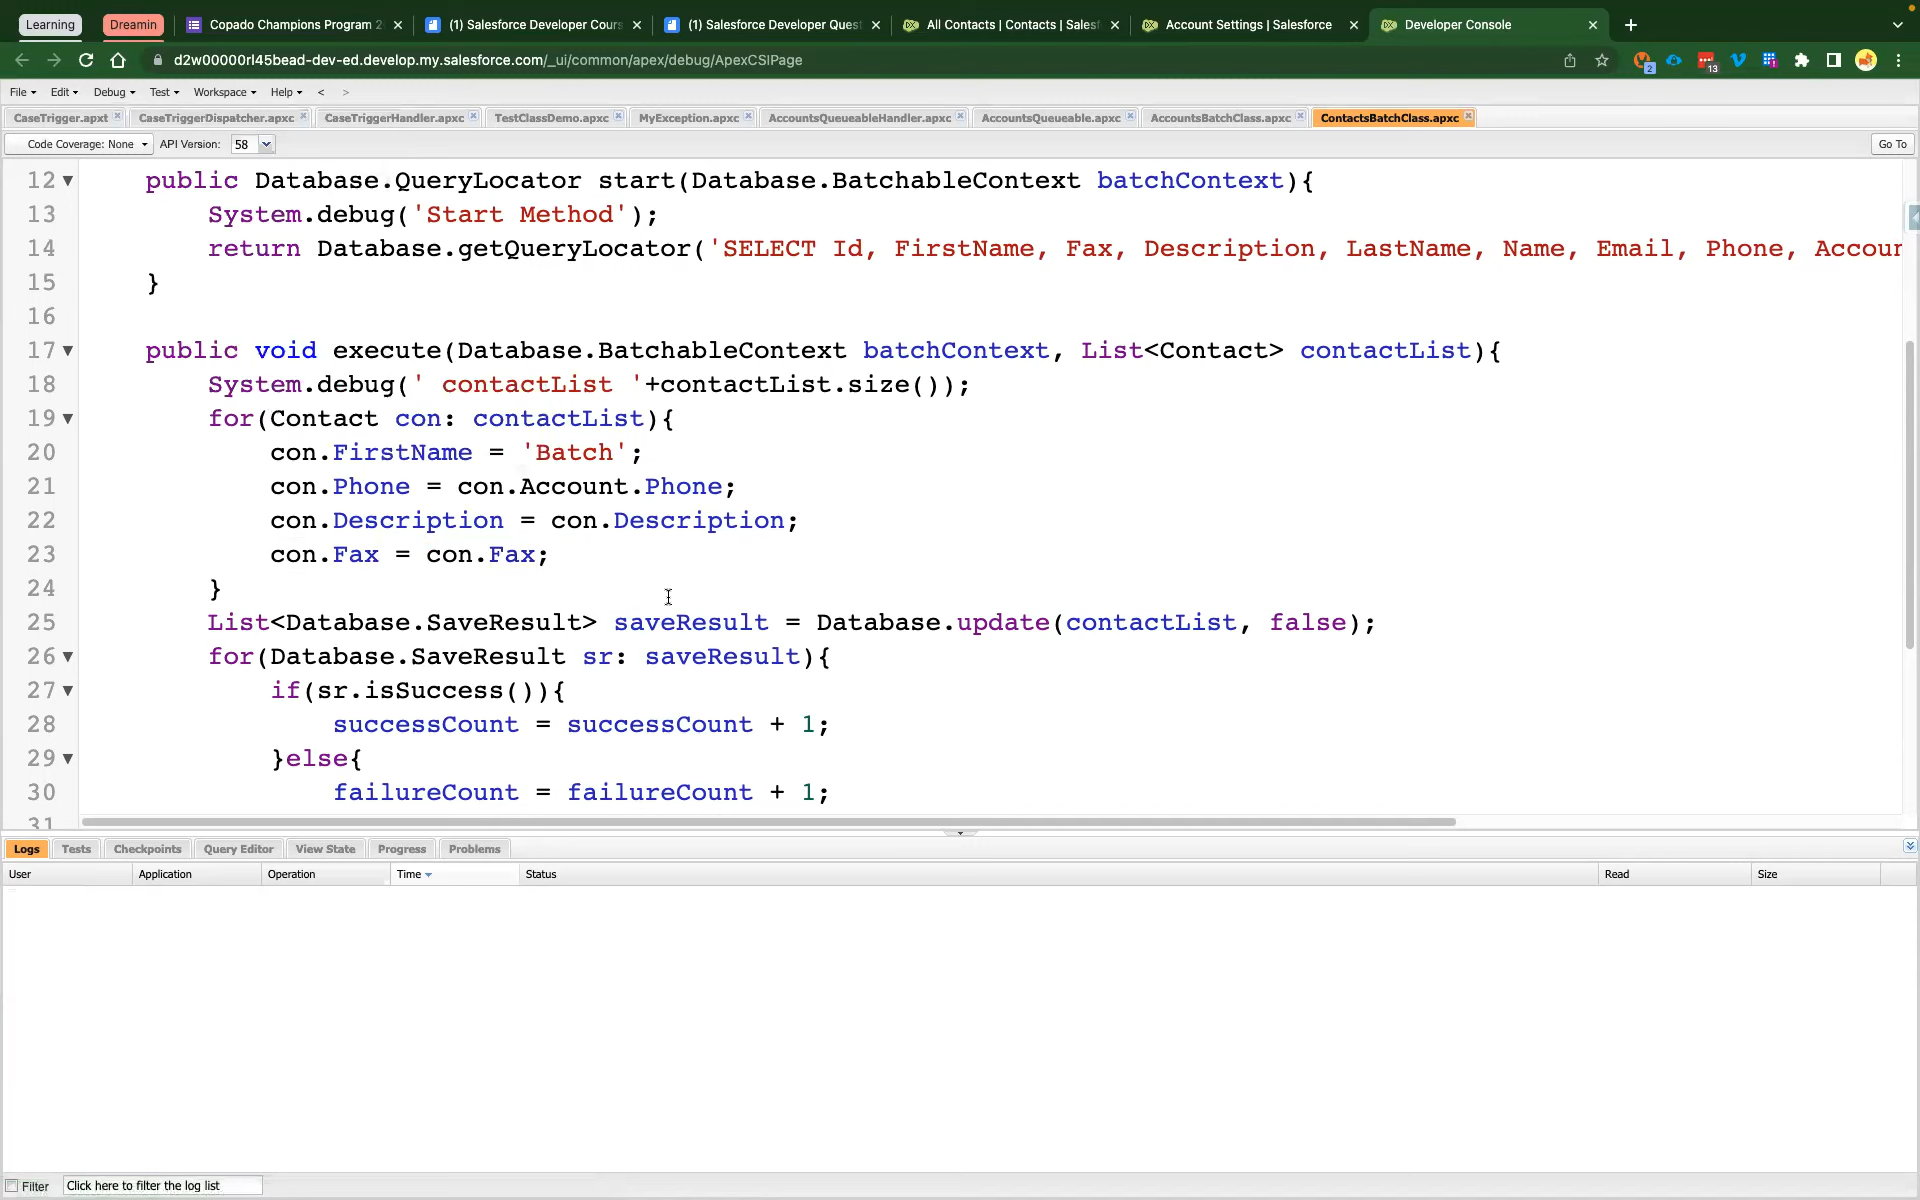 Learning Dreamin Copado Champions Program 2 (1) Salesforce Developer Cours (1) Salesforce Developer Quest All Contacts | Contacts | Salesf Account Settings | Salesforce Developer Console
d2w00000rl45bead-dev-ed.develop.my.salesforce.com/_ui/common/apex/debug/ApexCSIPage 2 13 1
File Edit Debug Test Workspace Help < >
CaseTrigger.apxt CaseTriggerDispatcher.apxc CaseTriggerHandler.apxc TestClassDemo.apxc MyException.apxc AccountsQueueableHandler.apxc AccountsQueueable.apxc AccountsBatchClass.apxc ContactsBatchClass.apxc
Code Coverage: None API Version: 58 Go To
12 public Database.QueryLocator start(Database.BatchableContext batchContext){
13 System.debug('Start Method');
14 return Database.getQueryLocator('SELECT Id, FirstName, Fax, Description, LastName, Name, Email, Phone, Accoun
15 }
16
17 public void execute(Database.BatchableContext batchContext, List<Contact> contactList){
18 System.debug(' contactList '+contactList.size());
19 for(Contact con: contactList){
20 con.FirstName = 'Batch';
21 con.Phone = con.Account.Phone;
22 con.Description = con.Description;
23 con.Fax = con.Fax;
24 }
25 List<Database.SaveResult> saveResult = Database.update(contactList, false);
26 for(Database.SaveResult sr: saveResult){
27 if(sr.isSuccess()){
28 successCount = successCount + 1;
29 }else{
30 failureCount = failureCount + 1;
31
Logs Tests Checkpoints Query Editor View State Progress Problems
User Application Operation Time Status Read Size
Filter Click here to filter the log list